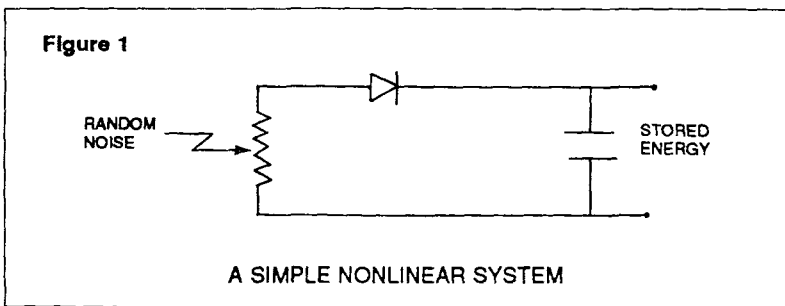 Figure 1
RANDOM
NOISE
STORED
ENERGY
A SIMPLE NONLINEAR SYSTEM